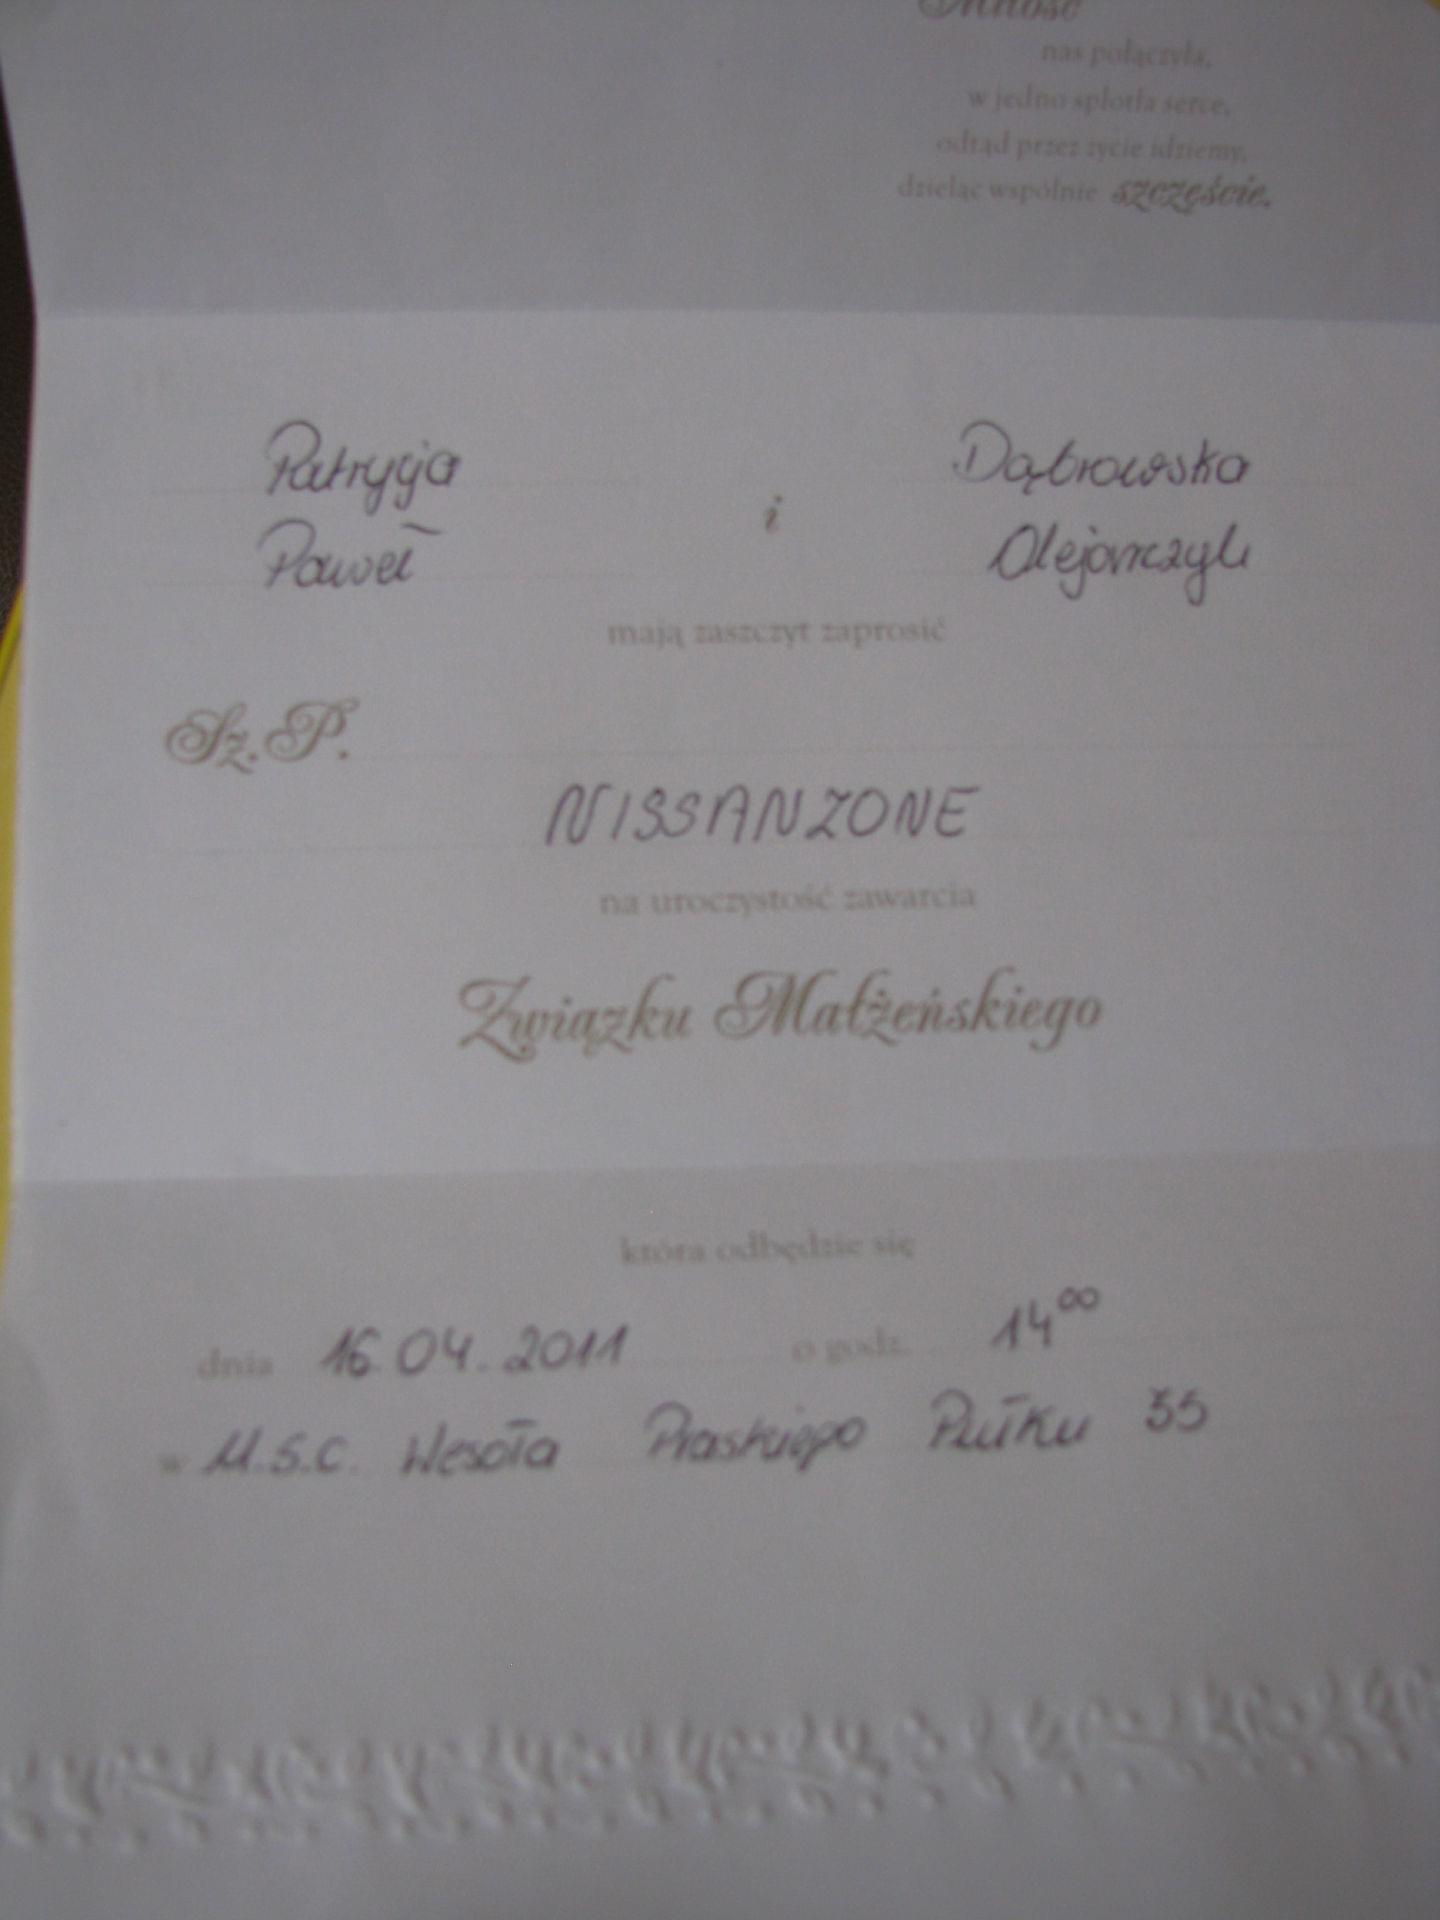 Miłość
nas połączyła,
w jedno splotła serce,
odtąd przez życie idziemy,
dzieląc wspólnie szczęście.
Patrycja Dąbrowska
i
Paweł Olejarczyk
mają zaszczyt zaprosić
Sz.P.
NISSANZONE
na uroczystość zawarcia
Związku Małżeńskiego
która odbędzie się
dnia 16.04.2011 o godz. 14⁰⁰
w U.S.C. Wesoła Praskiego Pułku 33